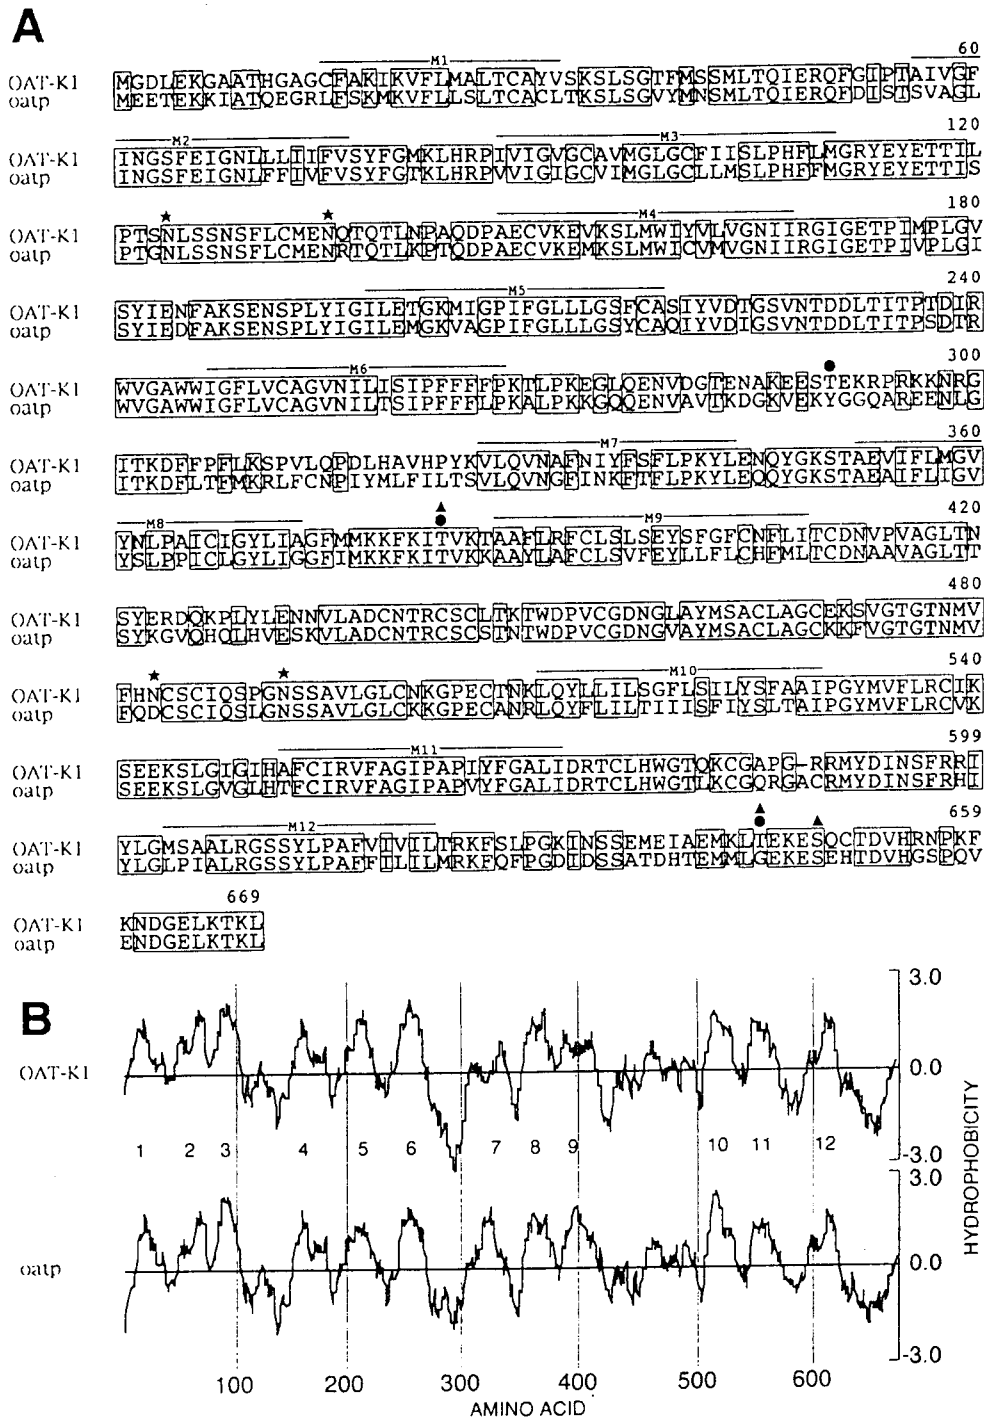 A
M1
60
OAT-K1 MGDLEKGAATHGAGCFAKIKVFLMALTCAYVSKSLSGTFMSSMLTQIERQFGIPTAIVGF
oatp MEETEKKIATQEGRLFSKMKVFLLSLTCACLTKSLSGVYMNSMLTQIERQFDISTSVAGL
M2 M3
120
OAT-K1 INGSFEIGNLLLIIFVSYFGMKLHRPIVIGVGCAVMGLGCFIISLPHFLMGRYEYETTIL
oatp INGSFEIGNLFFIVFVSYFGTKLHRPVVIGIGCVIMGLGCLLMSLPHFFMGRYEYETTIS
★ ★ M4
180
OAT-K1 PTSNLSSNSFLCMENQTQTLNPAQDPAECVKEVKSLMWIYVLVGNIIRGIGETPIMPLGV
oatp PTGNLSSNSFLCMENRTQTLKPTQDPAECVKEMKSLMWICVMVGNIIRGIGETPIVPLGI
M5
240
OAT-K1 SYIENFAKSENSPLYIGILETGKMIGPIFGLLLGSFCASIYVDTGSVNTDDLTITPTDIR
oatp SYIEDFAKSENSPLYIGILEMGKVAGPIFGLLLGSYCAQIYVDIGSVNTDDLTITPSDTR
M6 ●
300
OAT-K1 WVGAWWIGFLVCAGVNILISIPFFFFPKTLPKEGLQENVDGTENAKEESTEKRPRKKNRG
oatp WVGAWWIGFLVCAGVNILTSIPFFFLPKALPKKGQQENVAVTKDGKVEKYGGQAREENLG
M7
360
OAT-K1 ITKDFFPFLKSPVLQPDLHAVHPYKVLQVNAFNIYFSFLPKYLENQYGKSTAEVIFLMGV
oatp ITKDFLTFMKRLFCNPIYMLFILTSVLQVNGFINKFTFLPKYLEQQYGKSTAEAIFLIGV
M8 ▲ ● M9
420
OAT-K1 YNLPAICIGYLIAGFMMKKFKITVKTAAFLRFCLSLSEYSFGFCNFLITCDNVPVAGLTN
oatp YSLPPICLGYLIGGFIMKKFKITVKKAAYLAFCLSVFEYLLFLCHFMLTCDNAAVAGLTT
480
OAT-K1 SYERDQKPLYLENNVLADCNTRCSCLTKTWDPVCGDNGLAYMSACLAGCEKSVGTGTNMV
oatp SYKGVQHQLHVESKVLADCNTRCSCSTNTWDPVCGDNGVAYMSACLAGCKKFVGTGTNMV
★ ★ M10
540
OAT-K1 FHNCSCIQSPGNSSAVLGLCNKGPECTNKLQYLLILSGFLSILYSFAAIPGYMVFLRCIK
oatp FQDCSCIQSLGNSSAVLGLCKKGPECANRLQYFLILTIIISFIYSLTAIPGYMVFLRCVK
M11
599
OAT-K1 SEEKSLGIGIHAFCIRVFAGIPAPIYFGALIDRTCLHWGTQKCGAPG-RRMYDINSFRRI
oatp SEEKSLGVGLHTFCIRVFAGIPAPVYFGALIDRTCLHWGTLKCGQRGACRMYDINSFRHI
M12 ▲ ● ▲
659
OAT-K1 YLGMSAALRGSSYLPAFVIVILTRKFSLPGKINSSEMEIAEMKLTEKESQCTDVHRNPKF
oatp YLGLPIALRGSSYLPAFFILILMRKFQFPGDIDSSATDHTEMMLGEKESEHTDVHGSPQV
669
OAT-K1 KNDGELKTKL
oatp ENDGELKTKL
B
3.0
OAT-K1
0.0
1 2 3 4 5 6 7 8 9 10 11 12
-3.0
3.0
HYDROPHOBICITY
oatp
0.0
-3.0
100 200 300 400 500 600
AMINO ACID